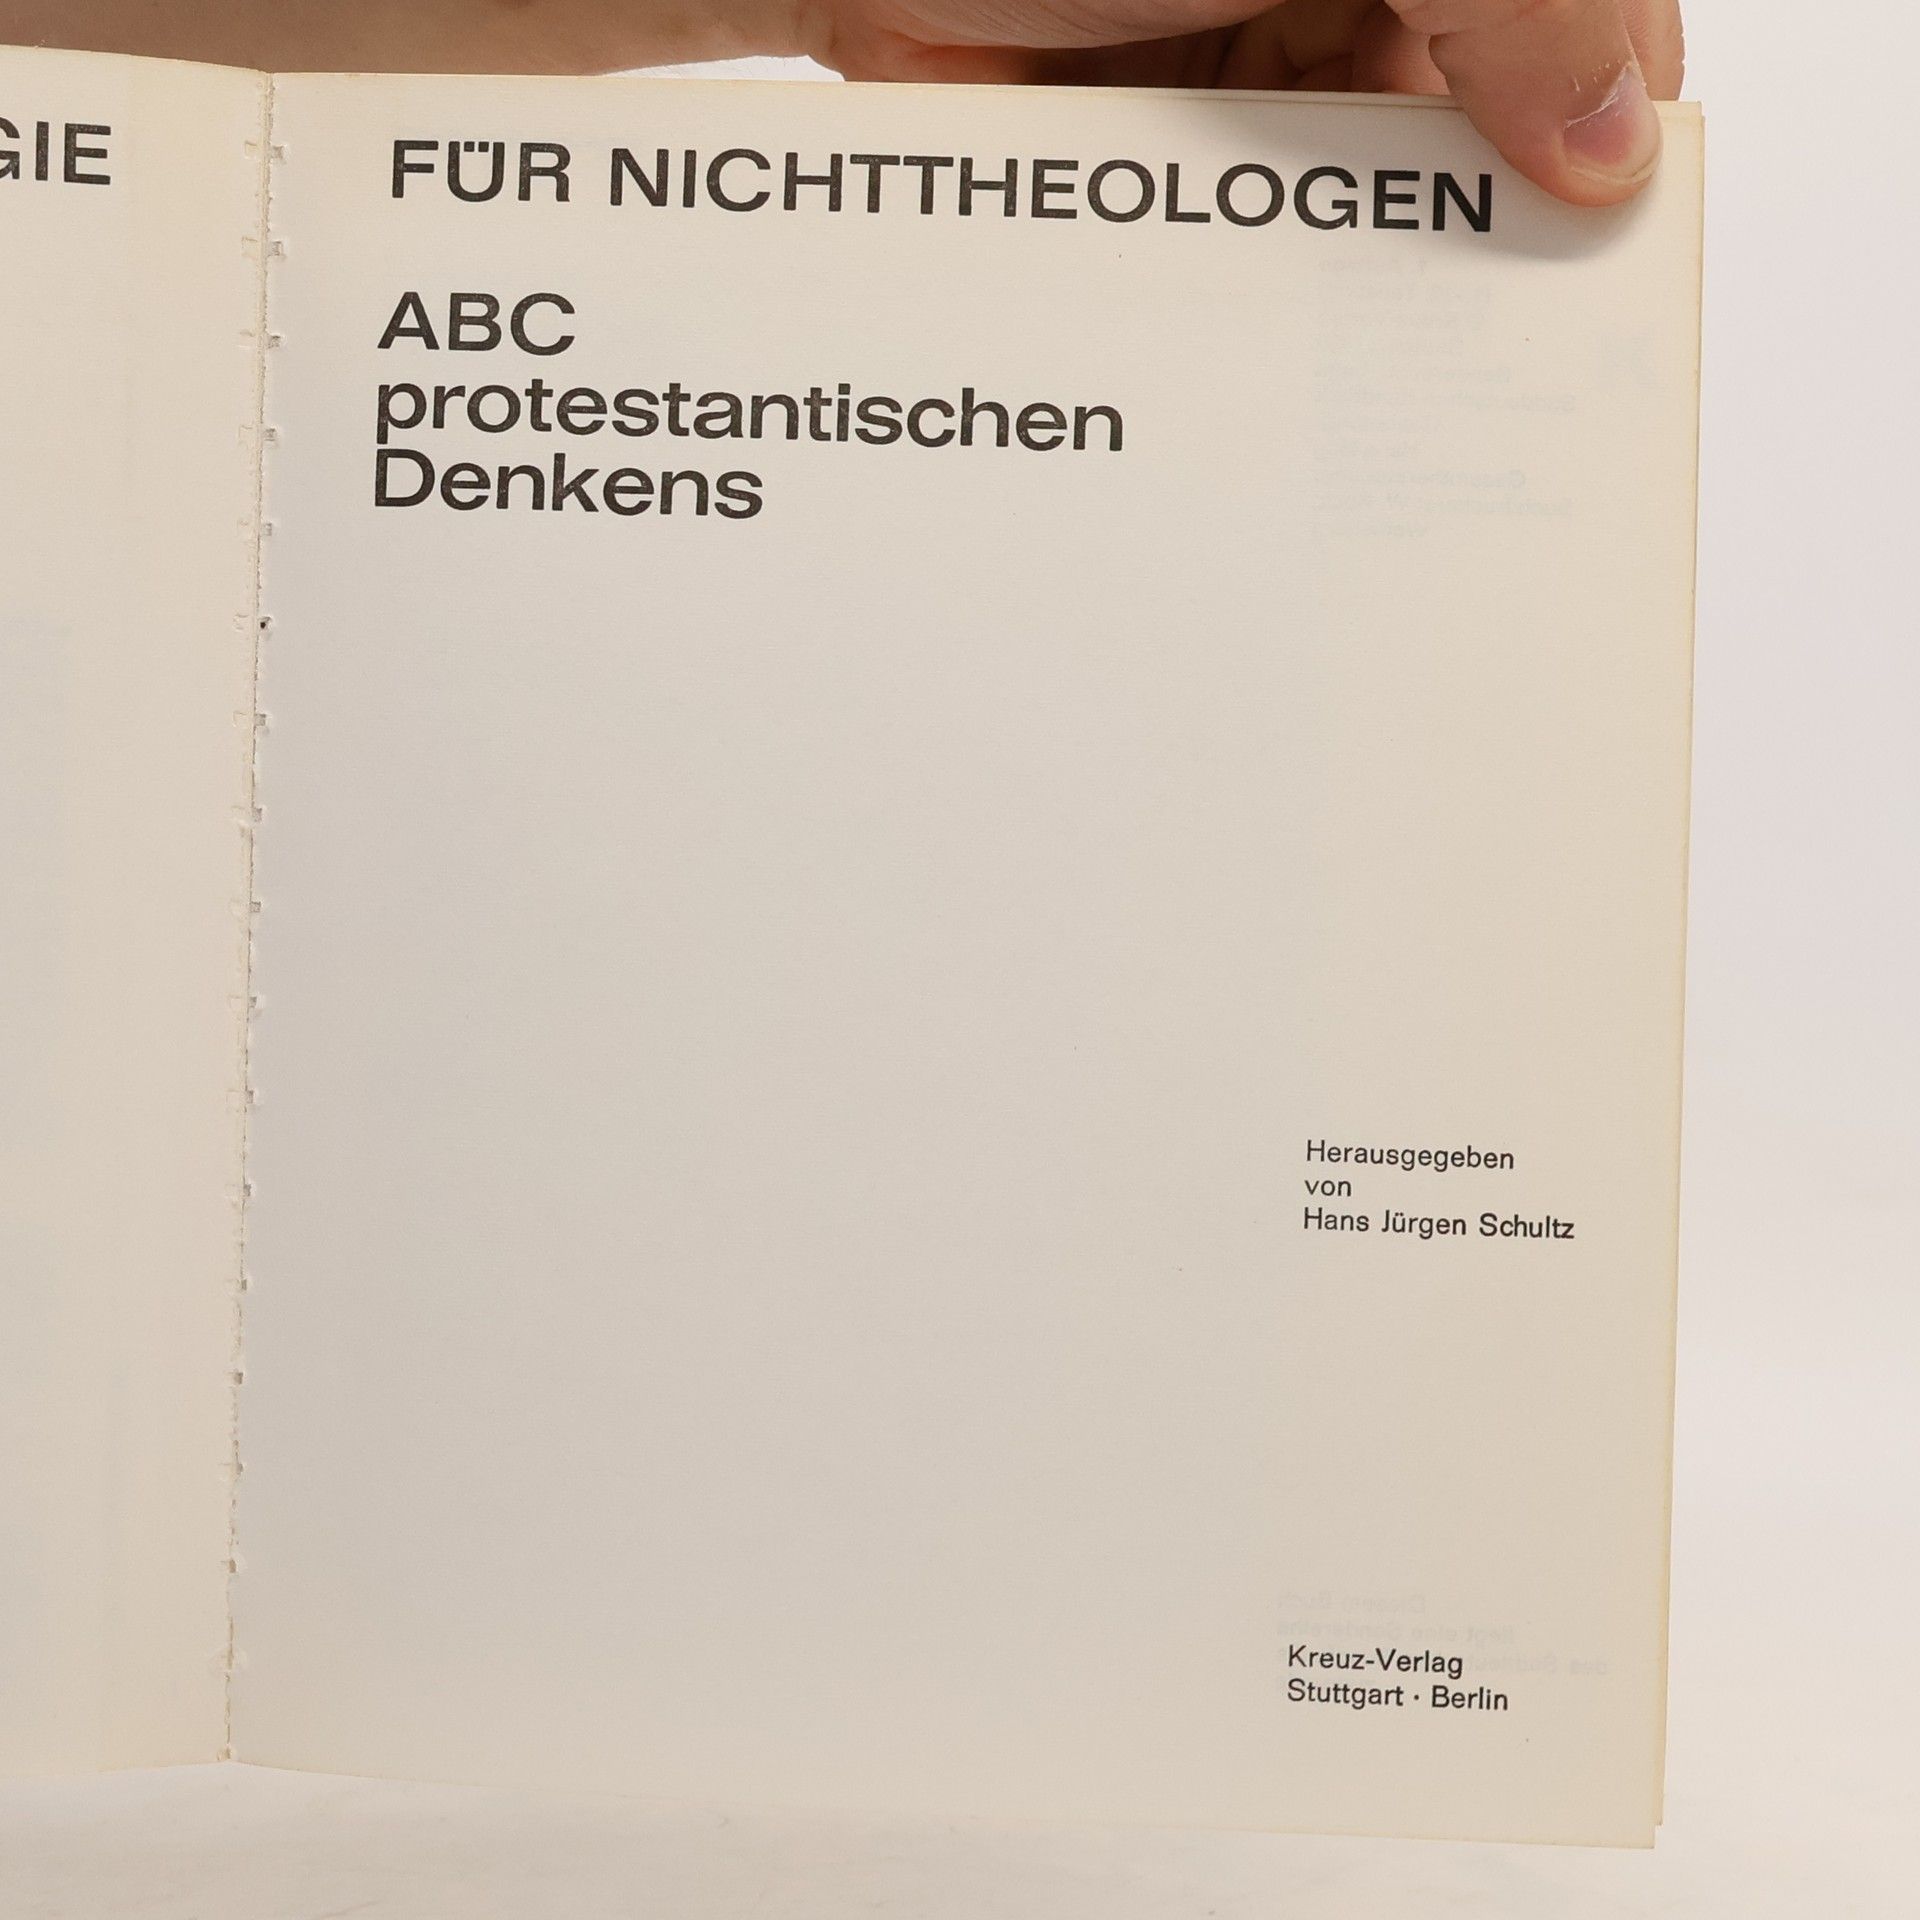 GIE
FÜR NICHTTHEOLOGEN
ABC
protestantischen
Denkens
Herausgegeben
von
Hans Jürgen Schultz
Kreuz-Verlag
Stuttgart · Berlin